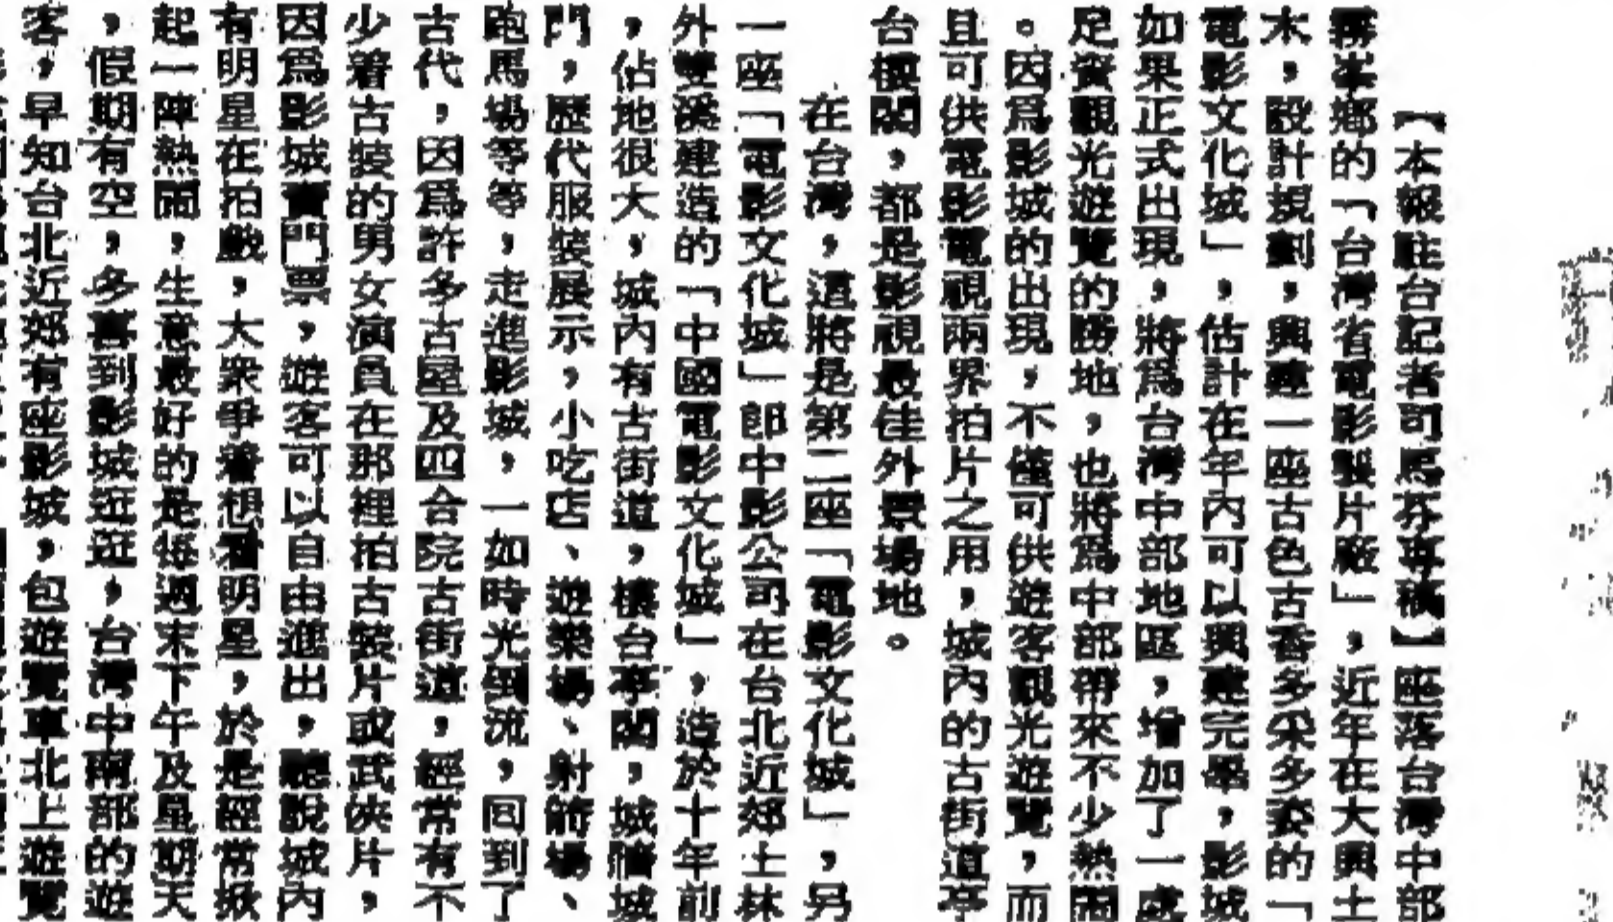 【本報駐台記者司馬芬專稿】座落台灣中部
霧峯鄉的「台灣省電影製片廠」，近年在大興土
木，設計規劃，興建一座古色古香多采多姿的「
電影文化城」，估計在年內可以興建完畢，影城
如果正式出現，將爲台灣中部地區，增加了一處
足資觀光遊覽的勝地，也將爲中部帶來不少熱鬧
。因爲影城的出現，不僅可供遊客觀光遊覽，而
且可供電影電視兩界拍片之用，城內的古街道亭
台樓閣，都是影視最佳外景場地。
在台灣，這將是第二座「電影文化城」，另
一座「電影文化城」即中影公司在台北近郊士林
外雙溪建造的「中國電影文化城」，造於十年前
，佔地很大，城內有古街道，樓台亭閣，城牆城
門，歷代服裝展示，小吃店、遊樂場、射箭場、
跑馬場等等，走進影城，一如時光倒流，回到了
古代，因爲許多古屋及四合院古街道，經常有不
少着古裝的男女演員在那裡拍古裝片或武俠片，
因爲影城賣門票，遊客可以自由進出，聽說城內
有明星在拍戲，大衆爭着想看明星，於是經常掀
起一陣熱鬧，生意最好的是每週末下午及星期天
，假期有空，多喜到影城逛逛，台灣中南部的遊
客，早知台北近郊有座影城，包遊覽車北上遊覽